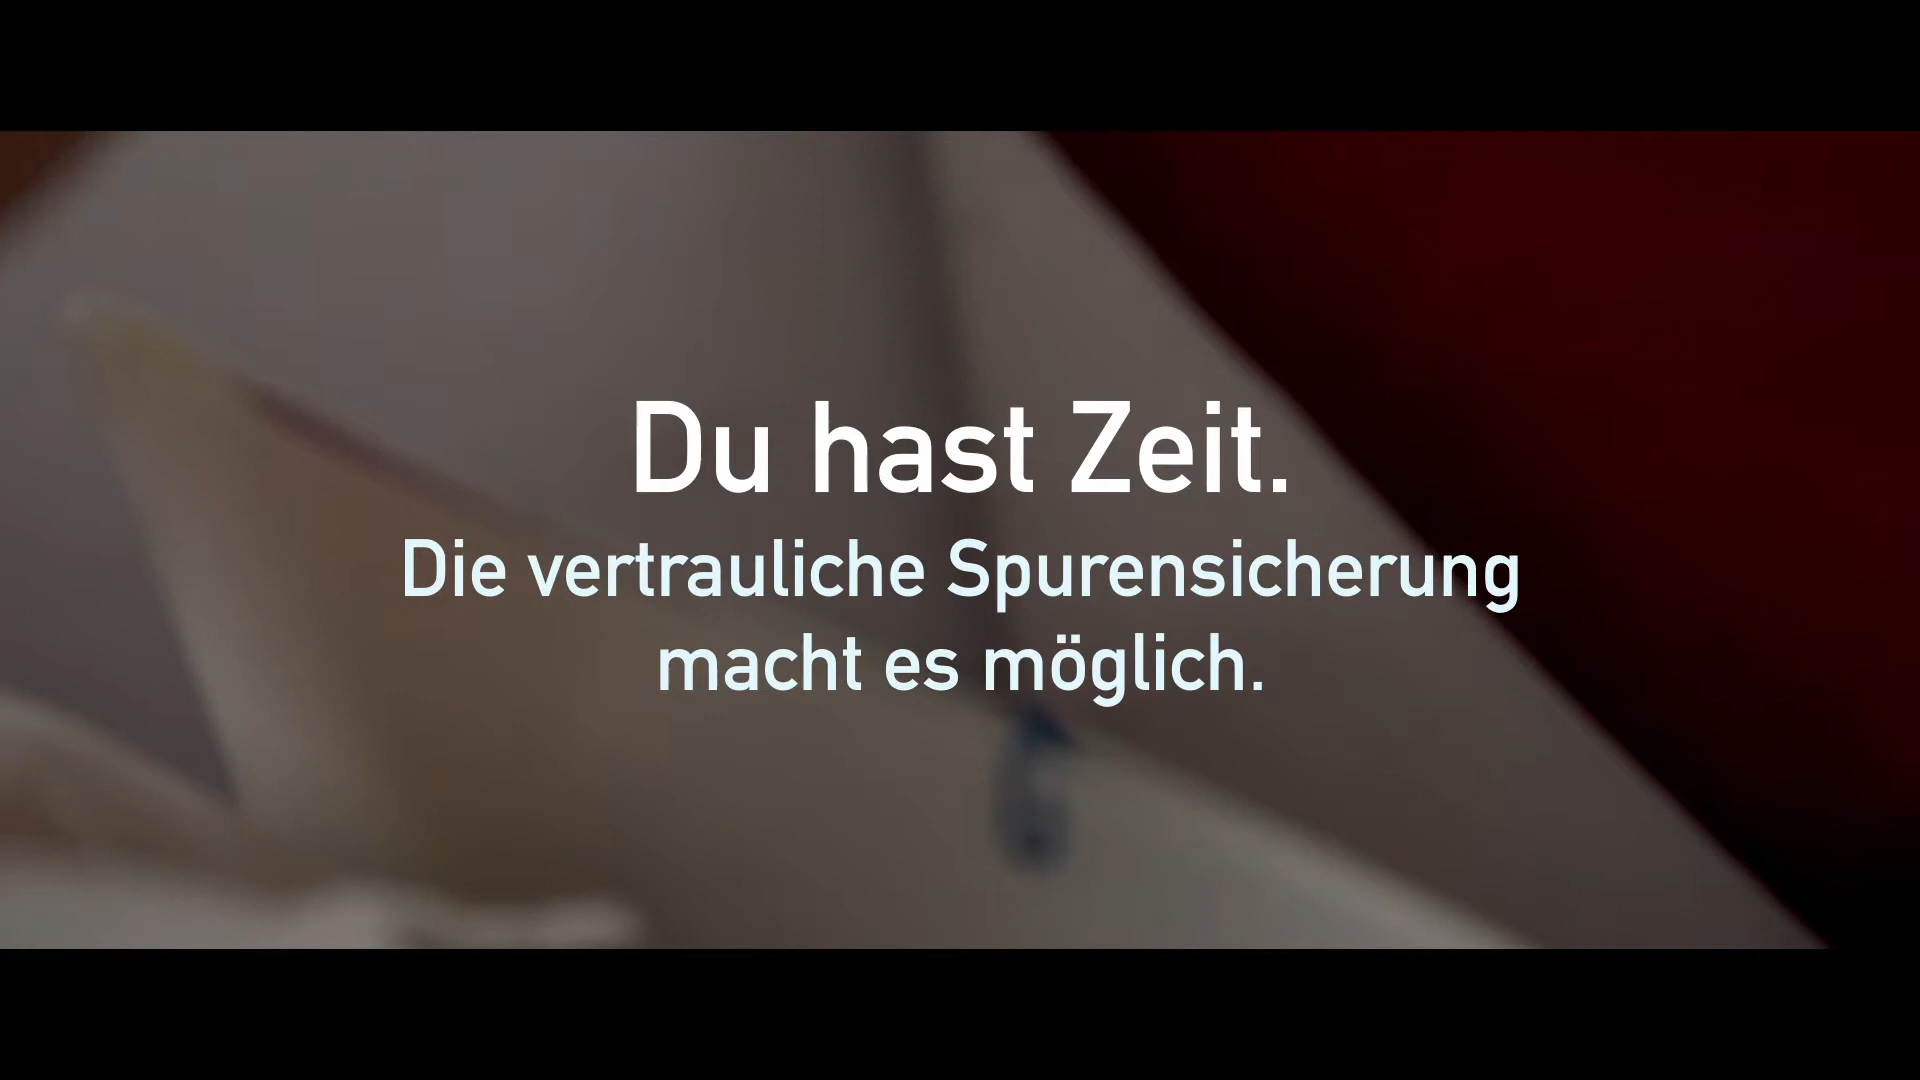 Du hast Zeit.
Die vertrauliche Spurensicherung
macht es möglich.